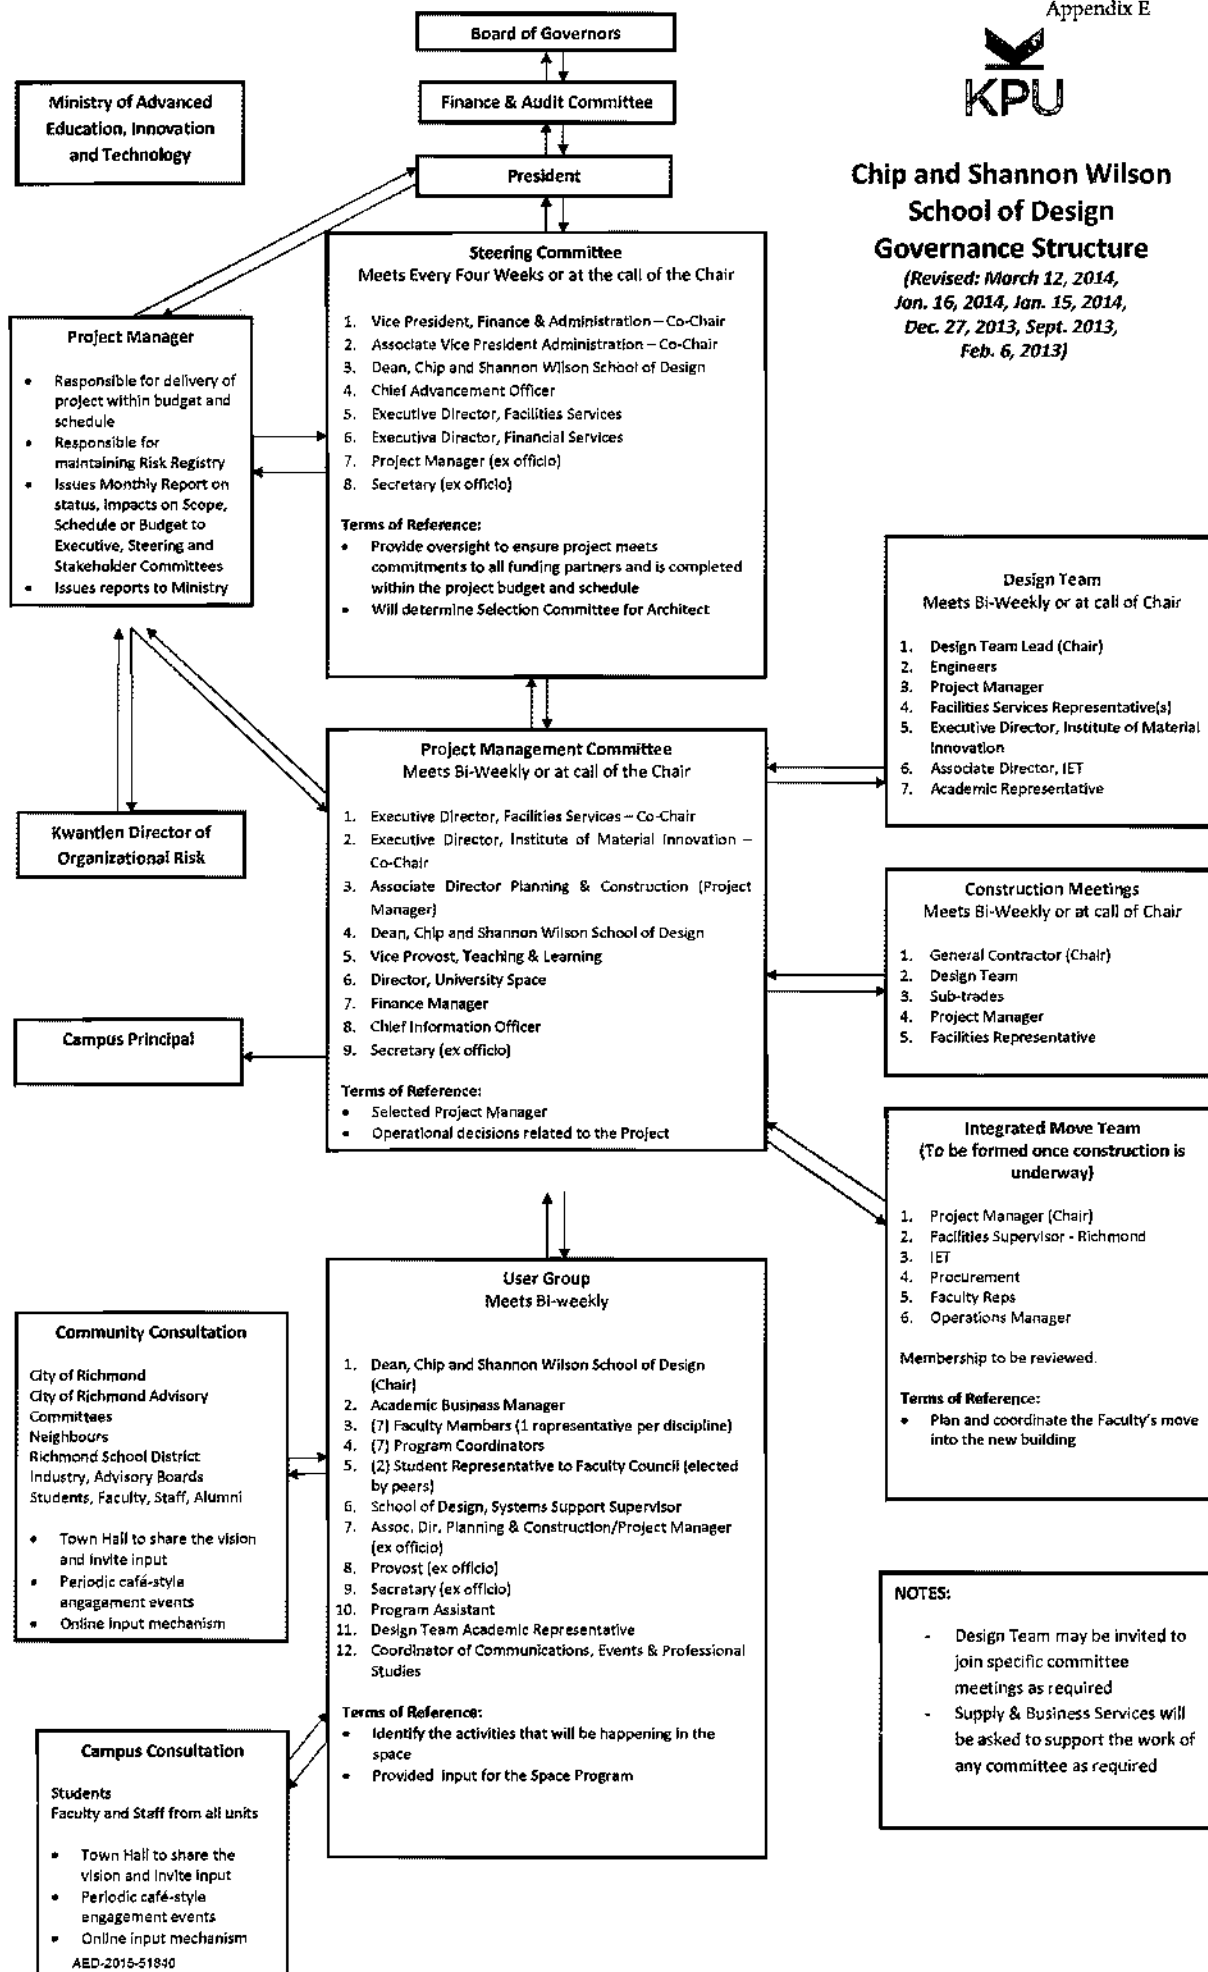 Appendix E
KPU
Chip and Shannon Wilson
School of Design
Governance Structure
(Revised: March 12, 2014,
Jan. 16, 2014, Jan. 15, 2014,
Dec. 27, 2013, Sept. 2013,
Feb. 6, 2013)
Board of Governors
Finance & Audit Committee
President
Ministry of Advanced
Education, Innovation
and Technology
Steering Committee
Meets Every Four Weeks or at the call of the Chair
1. Vice President, Finance & Administration – Co-Chair
2. Associate Vice President Administration – Co-Chair
3. Dean, Chip and Shannon Wilson School of Design
4. Chief Advancement Officer
5. Executive Director, Facilities Services
6. Executive Director, Financial Services
7. Project Manager (ex officio)
8. Secretary (ex officio)
Terms of Reference:
• Provide oversight to ensure project meets
commitments to all funding partners and is completed
within the project budget and schedule
• Will determine Selection Committee for Architect
Project Manager
• Responsible for delivery of
project within budget and
schedule
• Responsible for
maintaining Risk Registry
• Issues Monthly Report on
status, impacts on Scope,
Schedule or Budget to
Executive, Steering and
Stakeholder Committees
• Issues reports to Ministry
Kwantlen Director of
Organizational Risk
Campus Principal
Project Management Committee
Meets Bi-Weekly or at call of the Chair
1. Executive Director, Facilities Services – Co-Chair
2. Executive Director, Institute of Material Innovation –
Co-Chair
3. Associate Director Planning & Construction (Project
Manager)
4. Dean, Chip and Shannon Wilson School of Design
5. Vice Provost, Teaching & Learning
6. Director, University Space
7. Finance Manager
8. Chief Information Officer
9. Secretary (ex officio)
Terms of Reference:
• Selected Project Manager
• Operational decisions related to the Project
Design Team
Meets Bi-Weekly or at call of Chair
1. Design Team Lead (Chair)
2. Engineers
3. Project Manager
4. Facilities Services Representative(s)
5. Executive Director, Institute of Material
Innovation
6. Associate Director, IET
7. Academic Representative
Construction Meetings
Meets Bi-Weekly or at call of Chair
1. General Contractor (Chair)
2. Design Team
3. Sub-trades
4. Project Manager
5. Facilities Representative
Integrated Move Team
(To be formed once construction is
underway)
1. Project Manager (Chair)
2. Facilities Supervisor - Richmond
3. IET
4. Procurement
5. Faculty Reps
6. Operations Manager
Membership to be reviewed.
Terms of Reference:
• Plan and coordinate the Faculty's move
into the new building
User Group
Meets Bi-weekly
1. Dean, Chip and Shannon Wilson School of Design
(Chair)
2. Academic Business Manager
3. (7) Faculty Members (1 representative per discipline)
4. (7) Program Coordinators
5. (2) Student Representative to Faculty Council (elected
by peers)
6. School of Design, Systems Support Supervisor
7. Assoc. Dir. Planning & Construction/Project Manager
(ex officio)
8. Provost (ex officio)
9. Secretary (ex officio)
10. Program Assistant
11. Design Team Academic Representative
12. Coordinator of Communications, Events & Professional
Studies
Terms of Reference:
• Identify the activities that will be happening in the
space
• Provided input for the Space Program
Community Consultation
City of Richmond
City of Richmond Advisory
Committees
Neighbours
Richmond School District
Industry, Advisory Boards
Students, Faculty, Staff, Alumni
• Town Hall to share the vision
and invite input
• Periodic café-style
engagement events
• Online input mechanism
Campus Consultation
Students
Faculty and Staff from all units
• Town Hall to share the
vision and invite input
• Periodic café-style
engagement events
• Online input mechanism
AED-2015-51840
NOTES:
- Design Team may be invited to
join specific committee
meetings as required
- Supply & Business Services will
be asked to support the work of
any committee as required